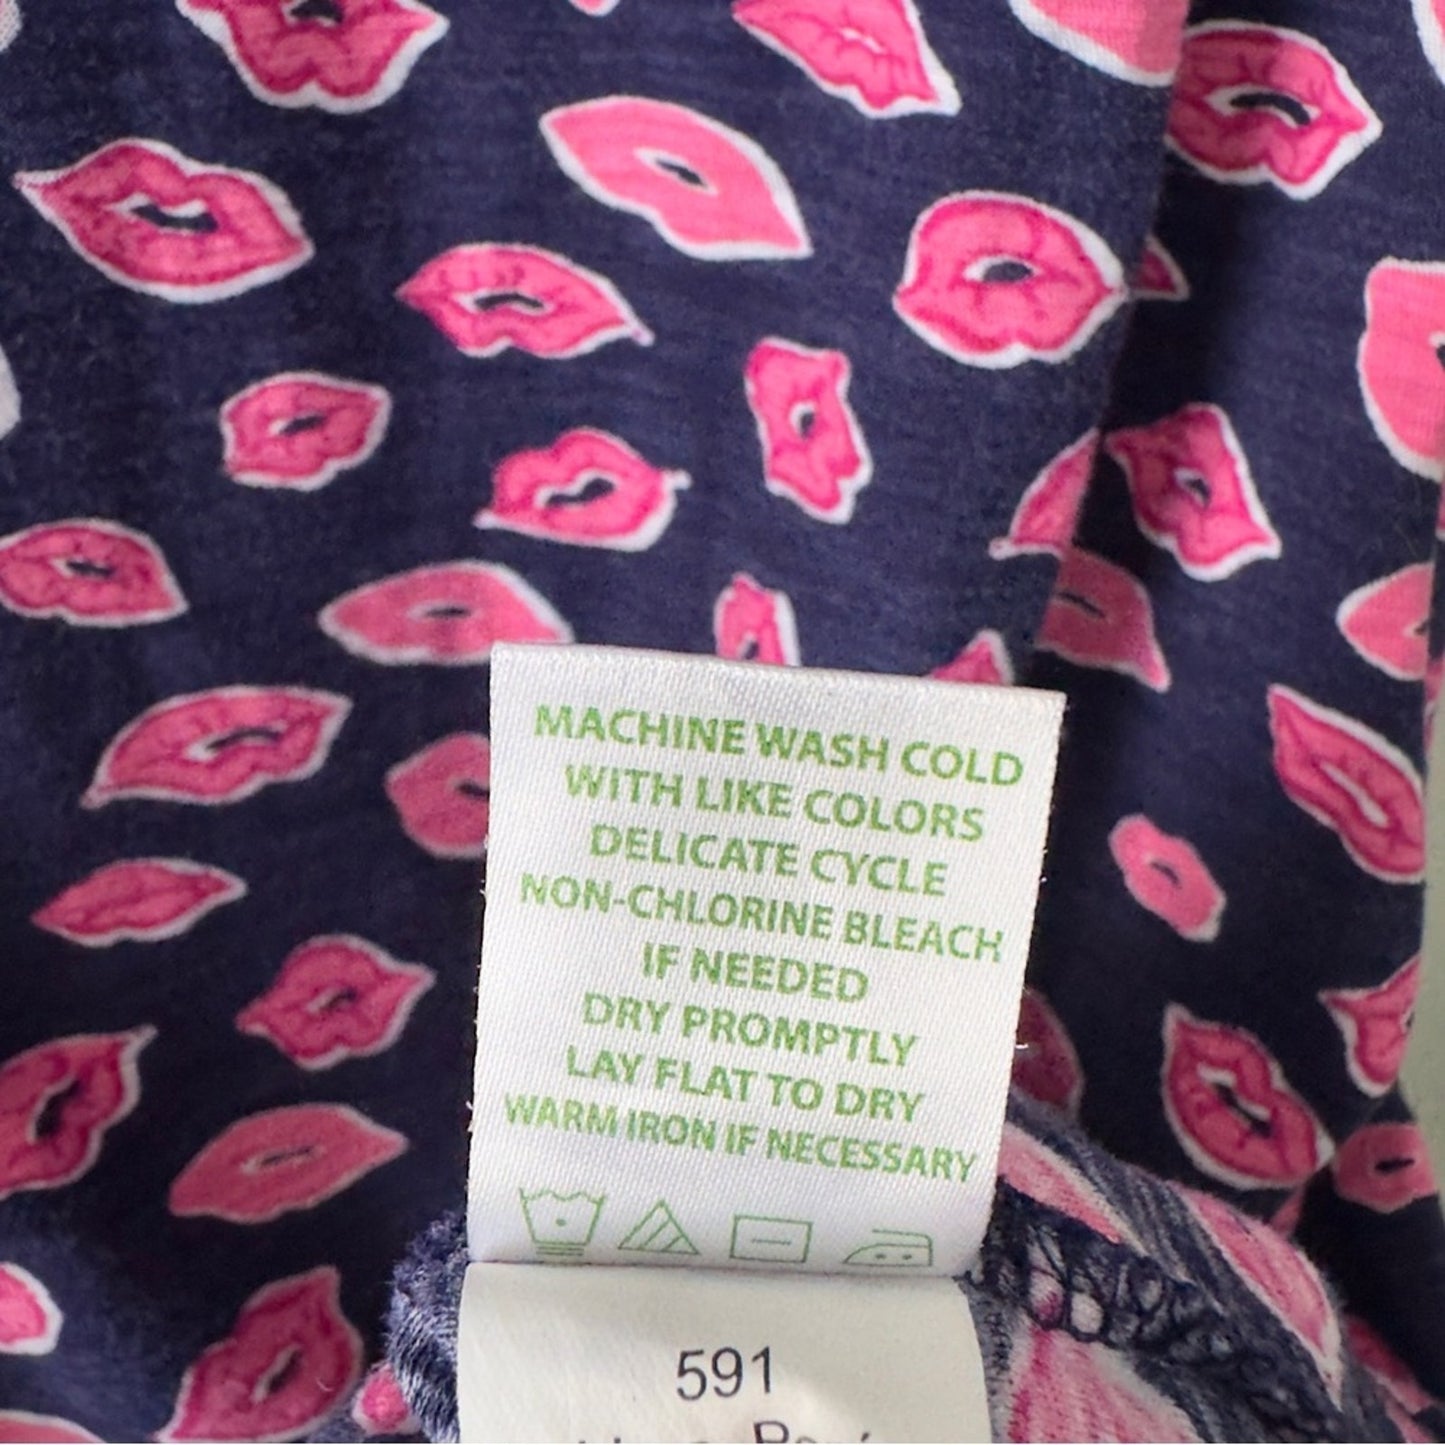 MACHINE WASH COLD
WITH LIKE COLORS
DELICATE CYCLE
NON-CHLORINE BLEACH
IF NEEDED
DRY PROMPTLY
LAY FLAT TO DRY
WARM IRON IF NECESSARY
591